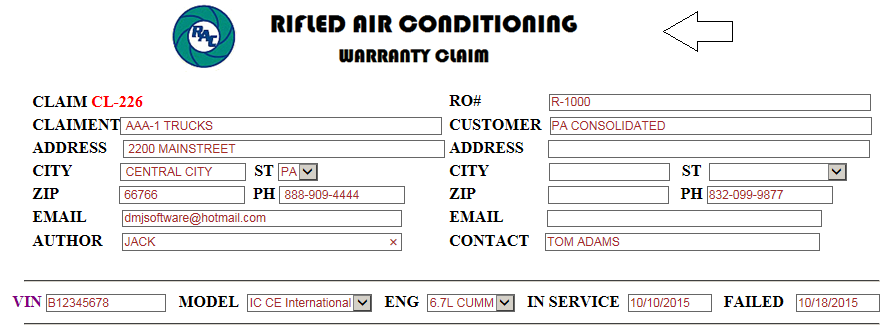 RAC
RIFLED AIR CONDITIONING
WARRANTY CLAIM
CLAIM CL-226 RO# R-1000
CLAIMENT AAA-1 TRUCKS CUSTOMER PA CONSOLIDATED
ADDRESS 2200 MAINSTREET ADDRESS
CITY CENTRAL CITY ST PA CITY ST
ZIP 66766 PH 888-909-4444 ZIP PH 832-099-9877
EMAIL dmjsoftware@hotmail.com EMAIL
AUTHOR JACK × CONTACT TOM ADAMS
VIN B12345678 MODEL IC CE International ENG 6.7L CUMM IN SERVICE 10/10/2015 FAILED 10/18/2015